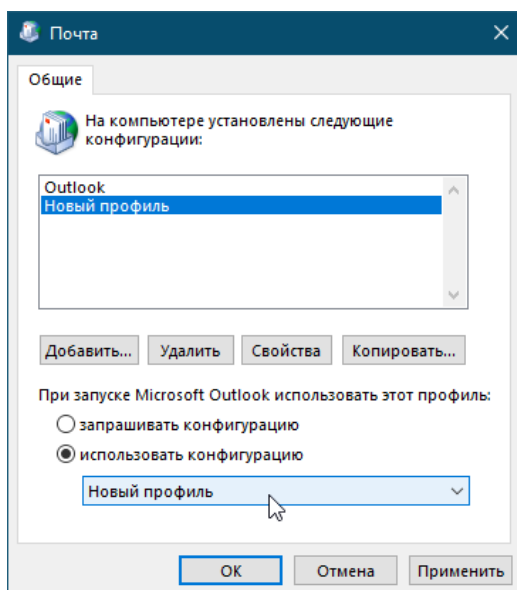 Почта
Общие
На компьютере установлены следующие
конфигурации:
Outlook
Новый профиль
Добавить...
Удалить
Свойства
Копировать...
При запуске Microsoft Outlook использовать этот профиль:
запрашивать конфигурацию
использовать конфигурацию
Новый профиль
ОК
Отмена
Применить